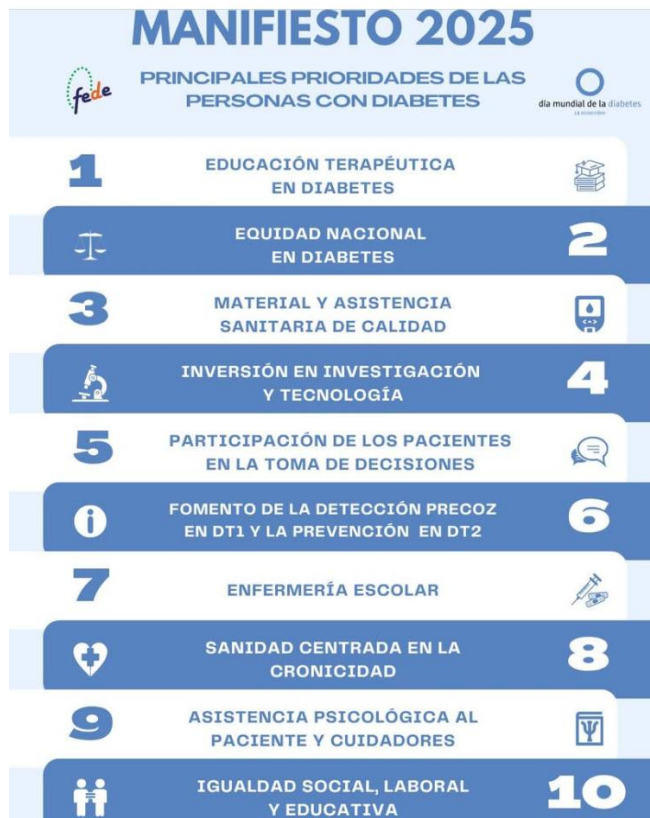 MANIFIESTO 2025
fede
PRINCIPALES PRIORIDADES DE LAS
PERSONAS CON DIABETES
día mundial de la diabetes
14 noviembre
1
EDUCACIÓN TERAPÉUTICA
EN DIABETES
EQUIDAD NACIONAL
EN DIABETES
2
3
MATERIAL Y ASISTENCIA
SANITARIA DE CALIDAD
INVERSIÓN EN INVESTIGACIÓN
Y TECNOLOGÍA
4
5
PARTICIPACIÓN DE LOS PACIENTES
EN LA TOMA DE DECISIONES
FOMENTO DE LA DETECCIÓN PRECOZ
EN DT1 Y LA PREVENCIÓN EN DT2
6
7
ENFERMERÍA ESCOLAR
SANIDAD CENTRADA EN LA
CRONICIDAD
8
9
ASISTENCIA PSICOLÓGICA AL
PACIENTE Y CUIDADORES
IGUALDAD SOCIAL, LABORAL
Y EDUCATIVA
10